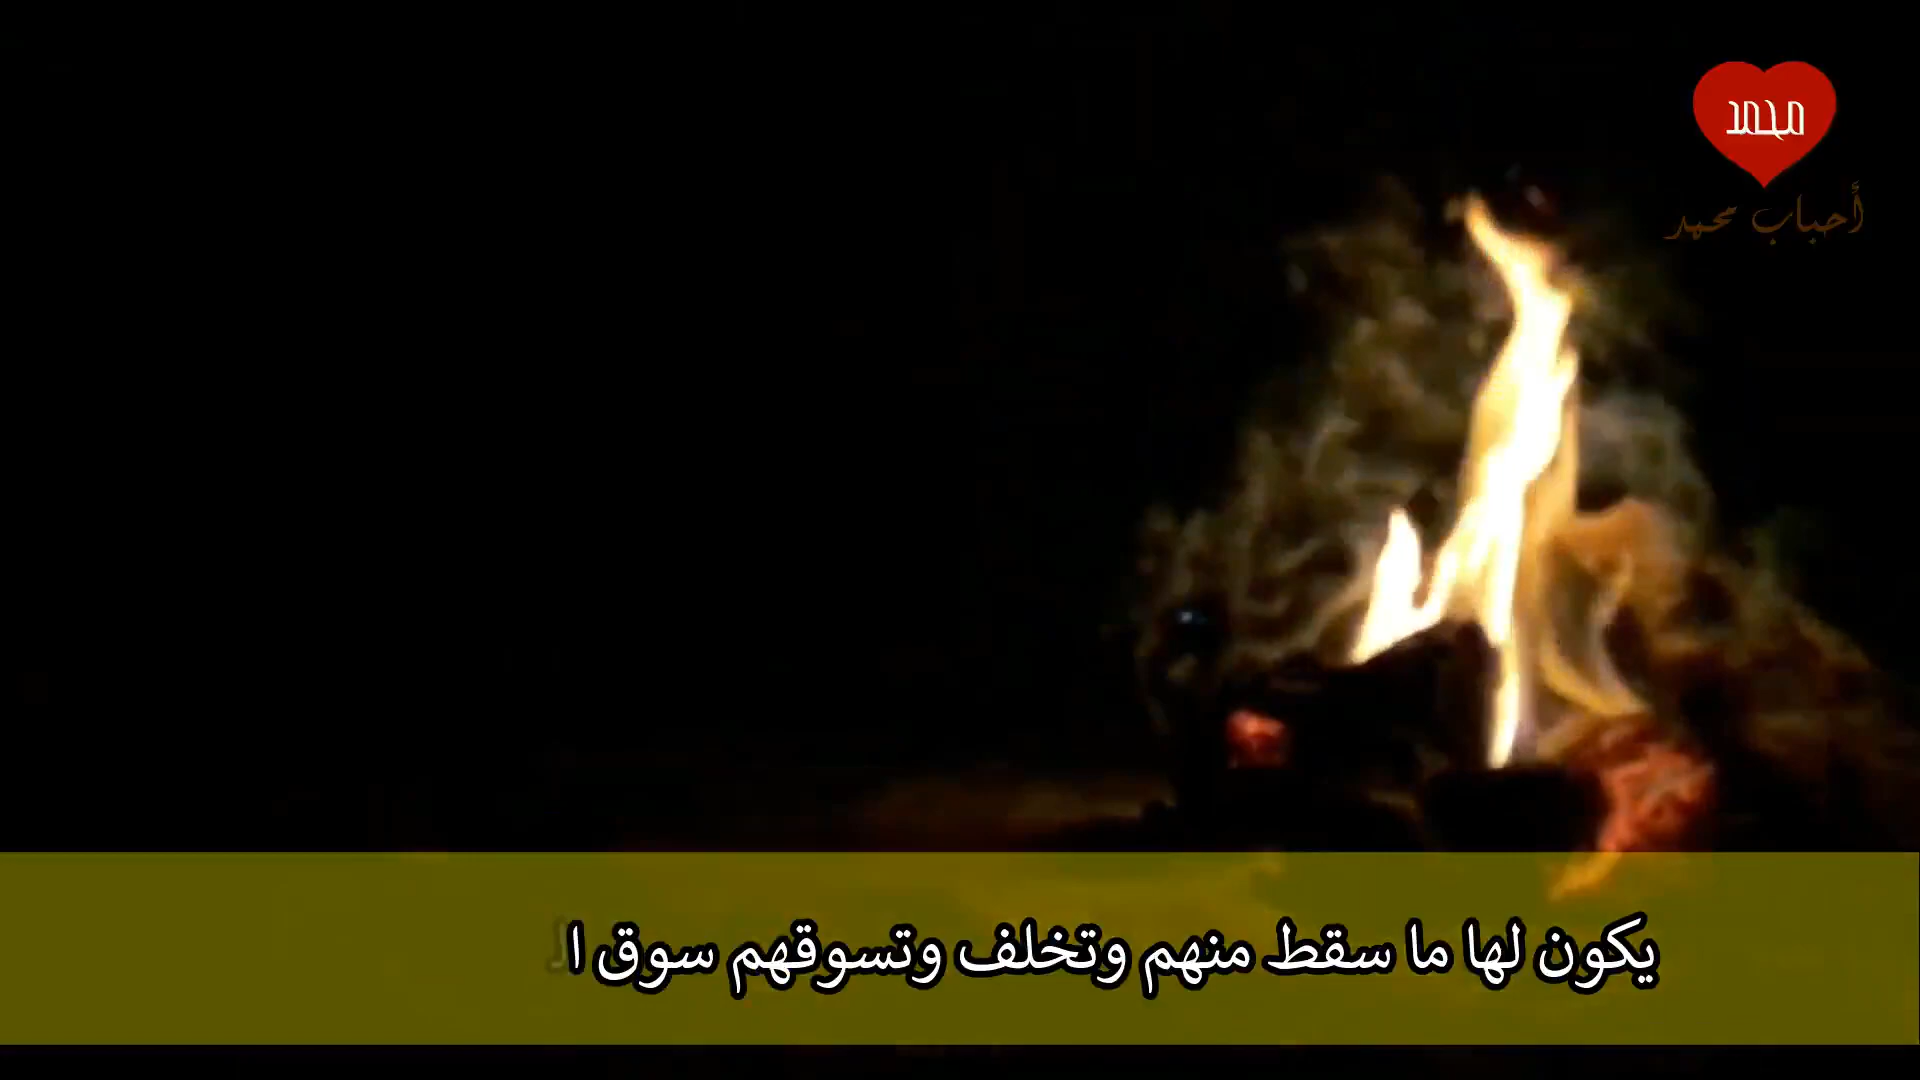 محمد
أحباب محمد
يكون لها ما سقط منهم وتخلف وتسوقهم سوق ا